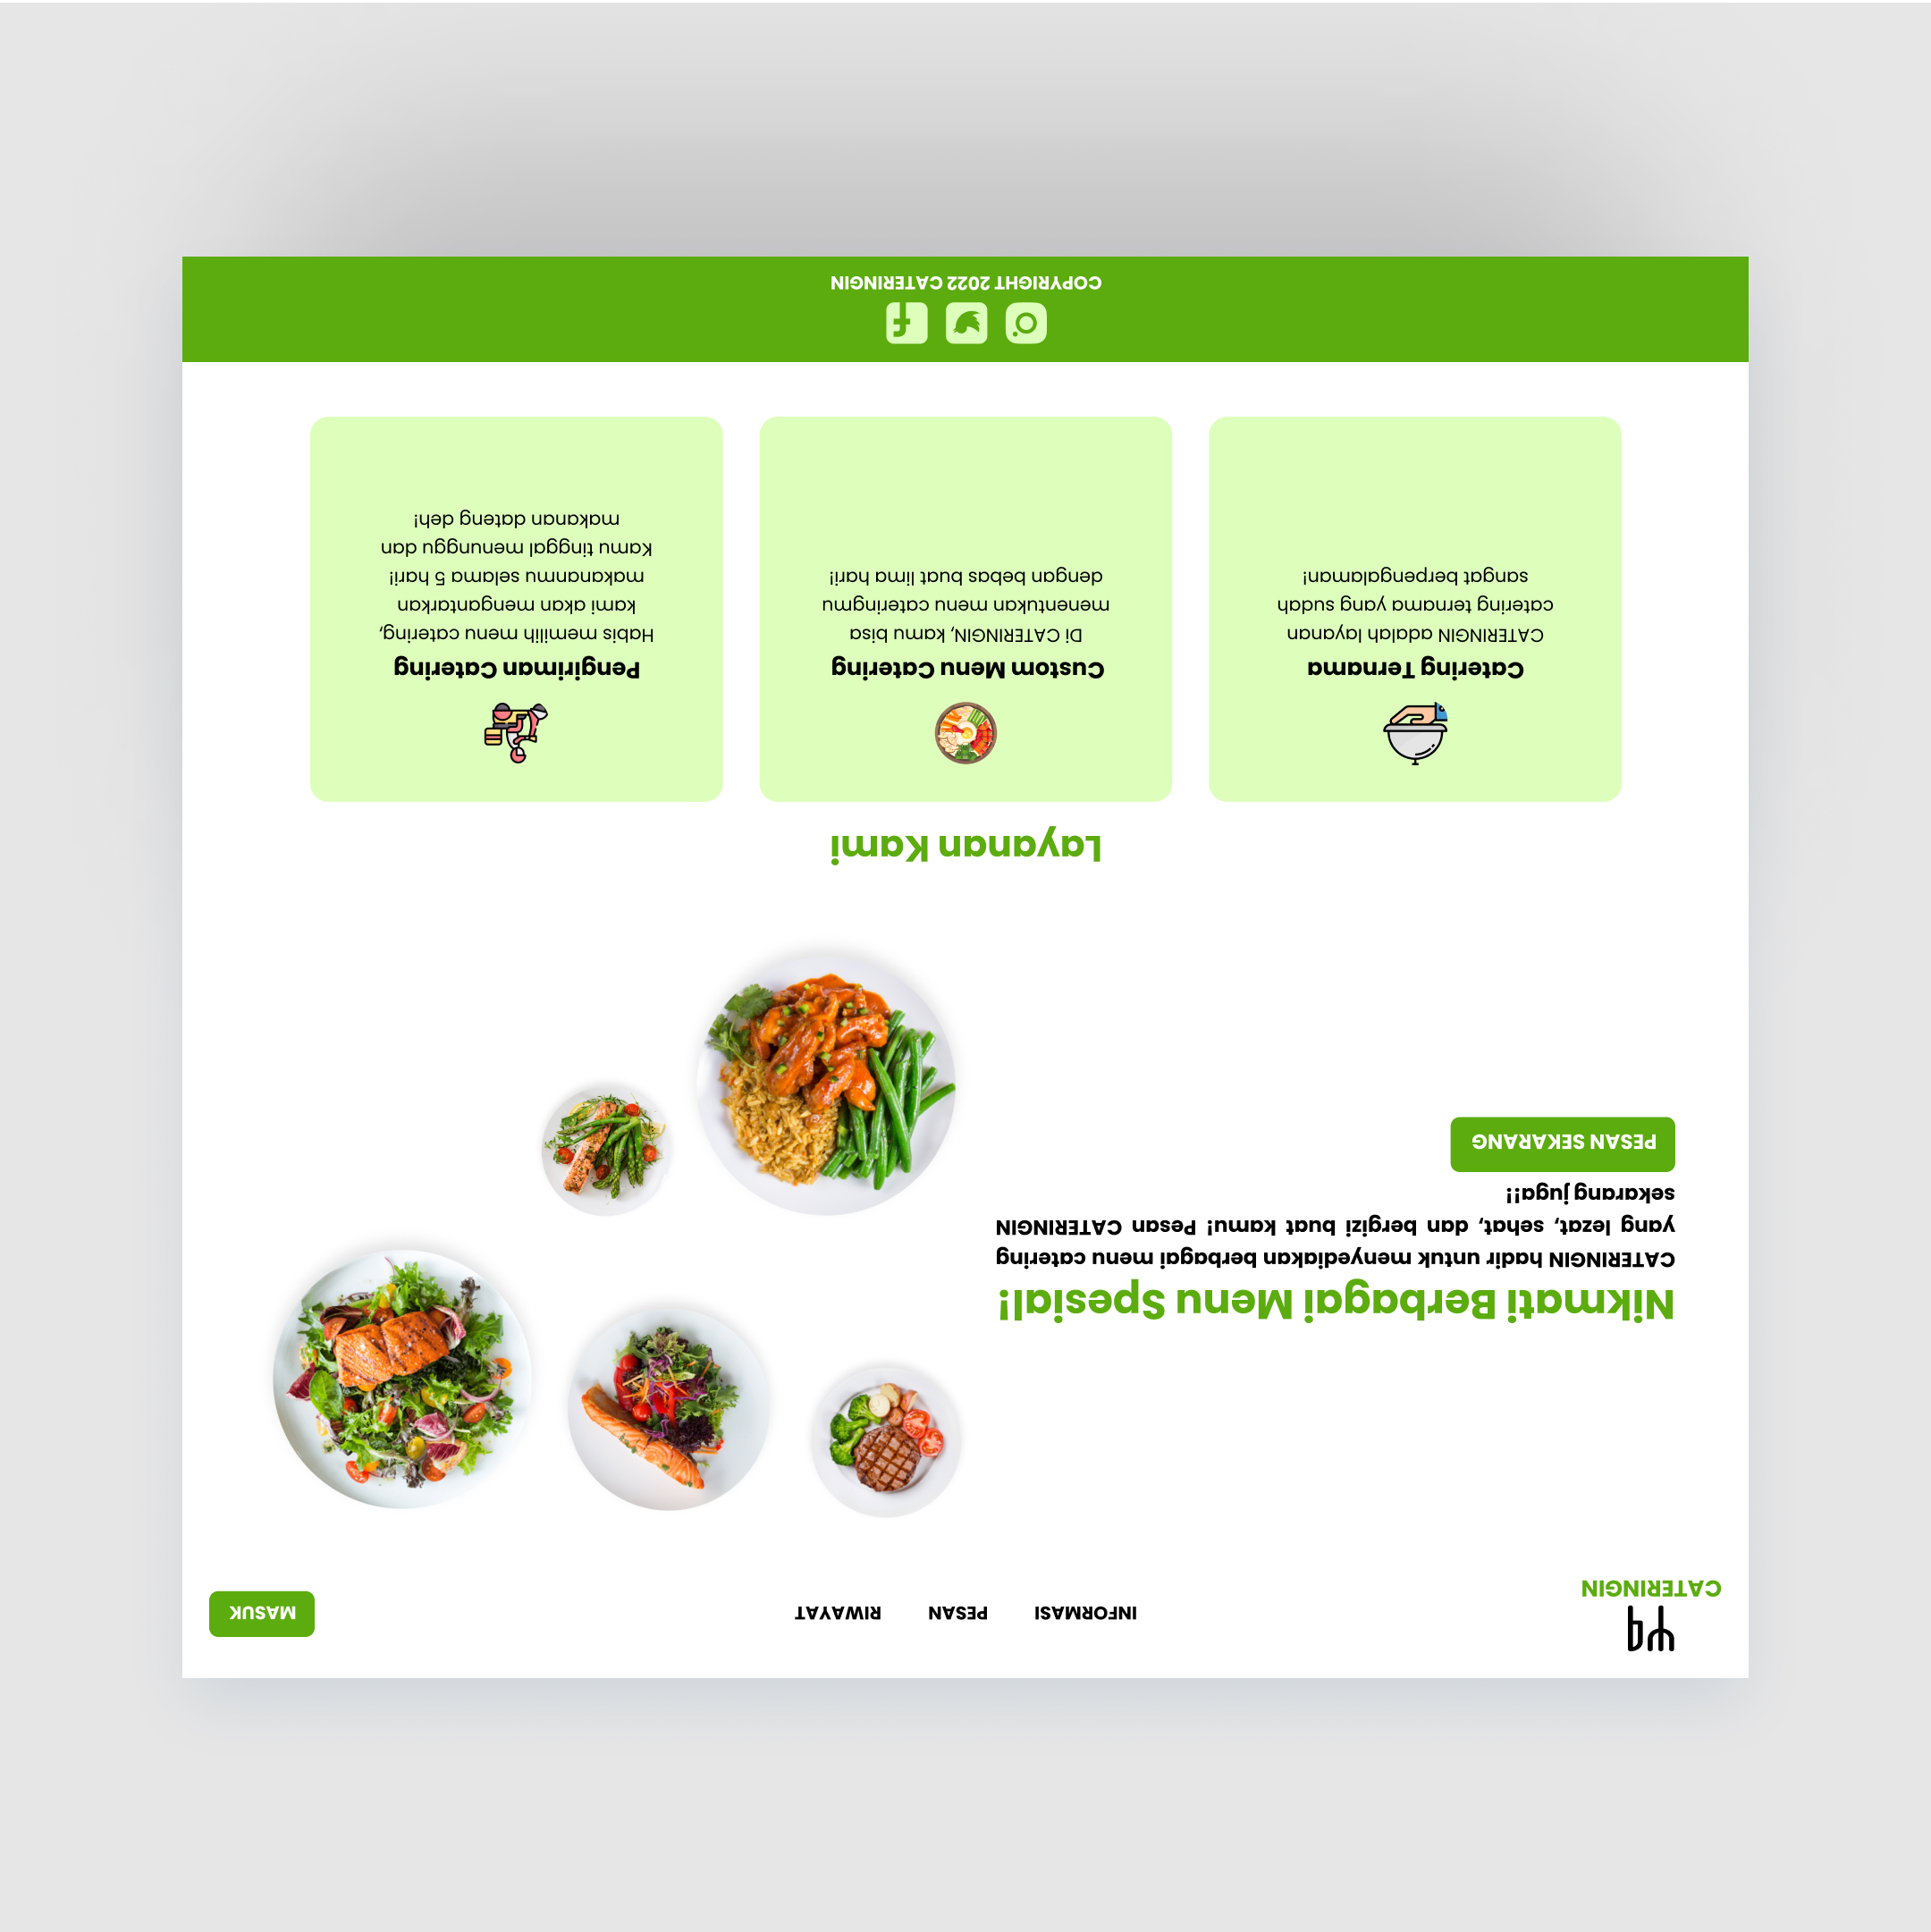 CATERINGIN
INFORMASI
PESAN
RIWAYAT
MASUK
Nikmati Berbagai Menu Spesial!
CATERINGIN hadir untuk menyediakan berbagai menu catering
yang lezat, sehat, dan bergizi buat kamu! Pesan CATERINGIN
sekarang juga!!
PESAN SEKARANG
Layanan Kami
Catering Ternama
CATERINGIN adalah layanan
catering ternama yang sudah
sangat berpengalaman!
Custom Menu Catering
Di CATERINGIN, kamu bisa
menentukan menu cateringmu
dengan bebas buat lima hari!
Pengiriman Catering
Habis memilih menu catering,
kami akan mengantarkan
makananmu selama 5 hari!
Kamu tinggal menunggu dan
makanan dateng deh!
COPYRIGHT 2022 CATERINGIN